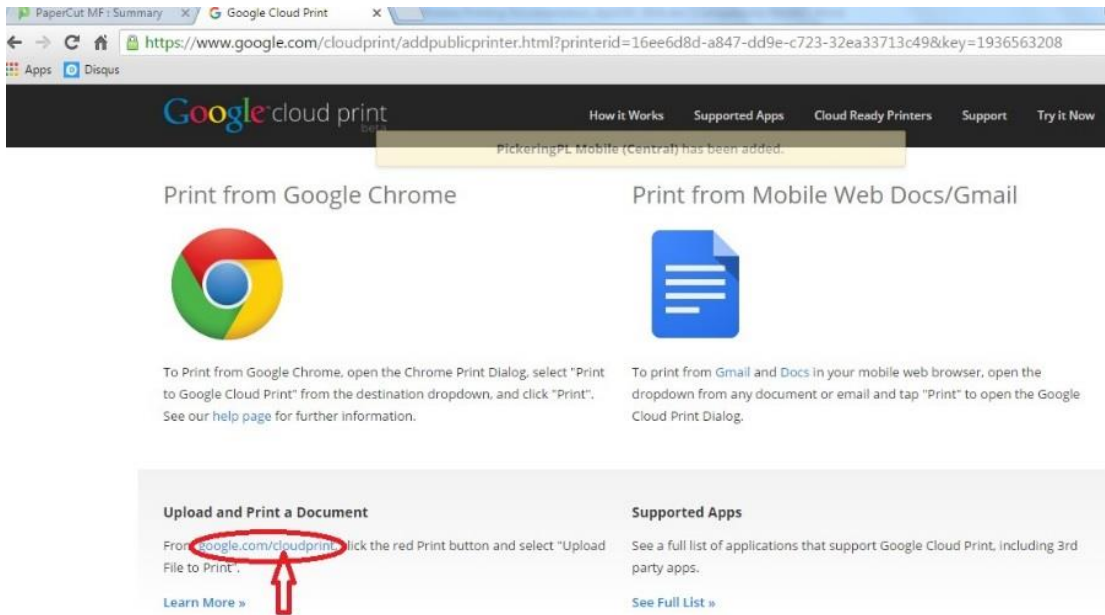 PaperCut MF : Summary
Google Cloud Print
https://www.google.com/cloudprint/addpublicprinter.html?printerid=16ee6d8d-a847-dd9e-c723-32ea33713c49&key=1936563208
Apps
Disqus
Google cloud print
beta
How it Works
Supported Apps
Cloud Ready Printers
Support
Try it Now
PickeringPL Mobile (Central) has been added.
Print from Google Chrome
To Print from Google Chrome, open the Chrome Print Dialog, select "Print
to Google Cloud Print" from the destination dropdown, and click "Print".
See our help page for further information.
Print from Mobile Web Docs/Gmail
To print from Gmail and Docs in your mobile web browser, open the
dropdown from any document or email and tap "Print" to open the Google
Cloud Print Dialog.
Upload and Print a Document
From google.com/cloudprint, click the red Print button and select "Upload
File to Print".
Learn More »
Supported Apps
See a full list of applications that support Google Cloud Print, including 3rd
party apps.
See Full List »